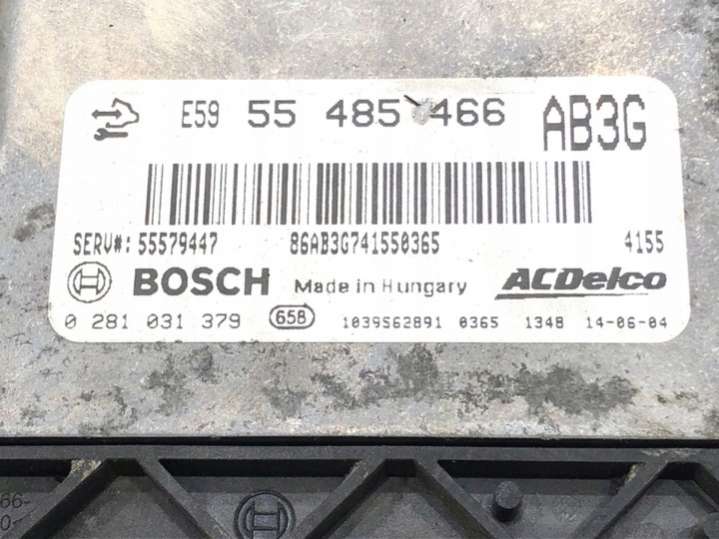 E59 55 485 466 AB3G
SERV#: 55579447 86AB3G741550365 4155
BOSCH Made in Hungary ACDelco
0 281 031 379 658 1039S62891 0365 1348 14-06-04